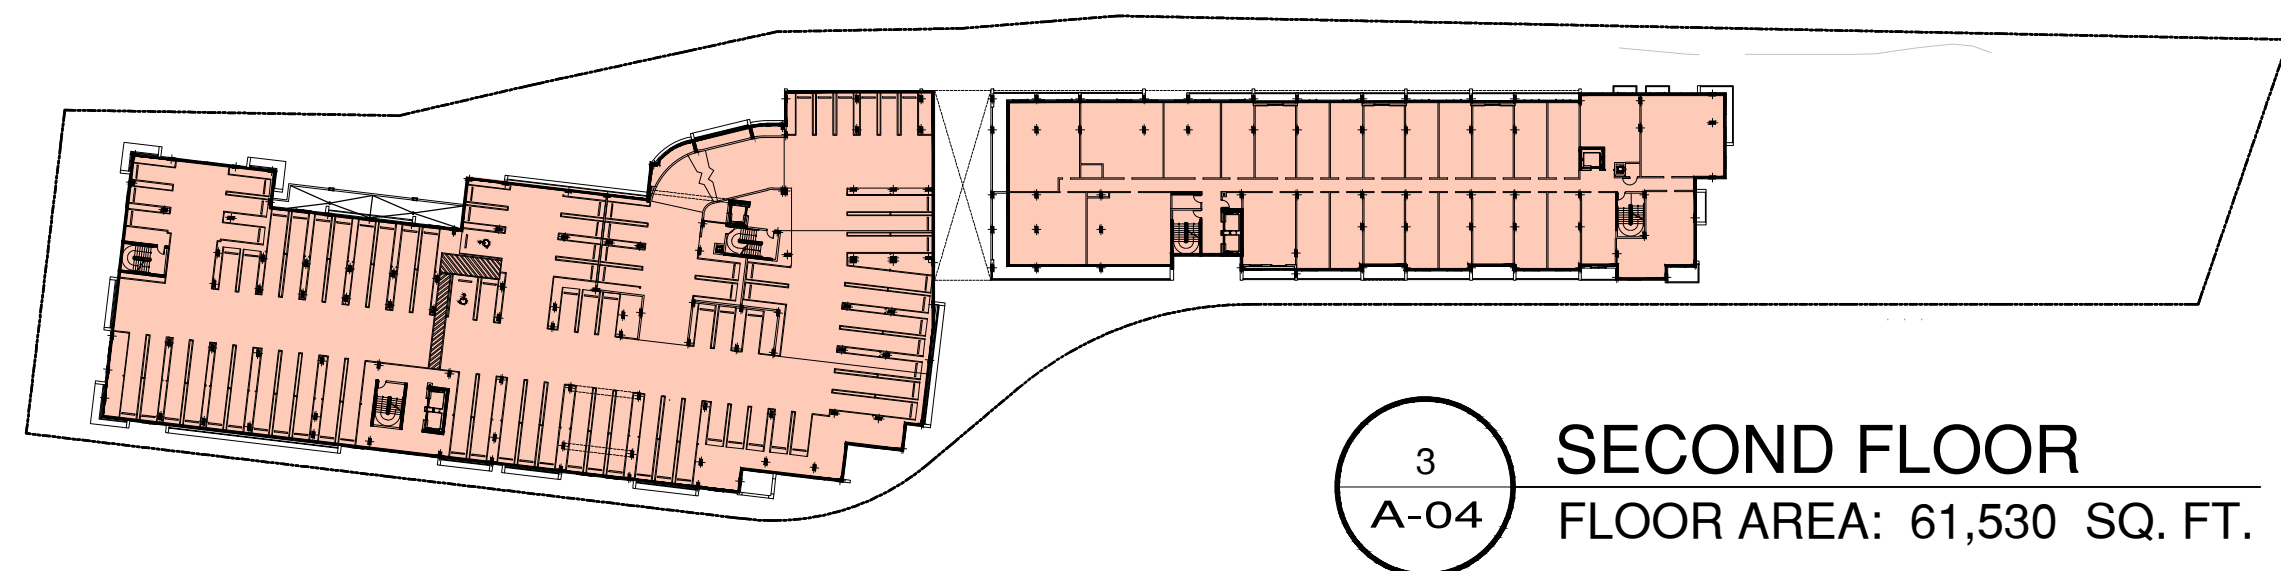 3
A-04
SECOND FLOOR
FLOOR AREA: 61,530 SQ. FT.